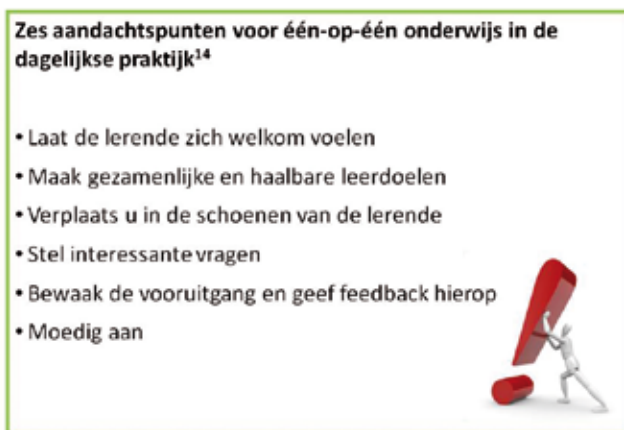 Zes aandachtspunten voor één-op-één onderwijs in de
dagelijkse praktijk¹⁴
• Laat de lerende zich welkom voelen
• Maak gezamenlijke en haalbare leerdoelen
• Verplaats u in de schoenen van de lerende
• Stel interessante vragen
• Bewaak de vooruitgang en geef feedback hierop
• Moedig aan